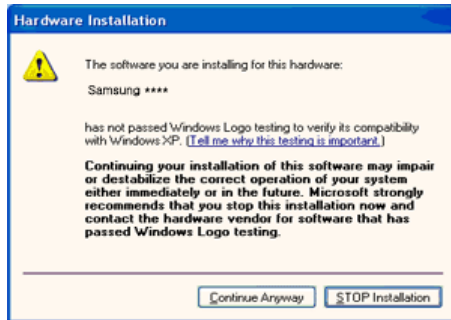 Hardware Installation
The software you are installing for this hardware:
Samsung ****
has not passed Windows Logo testing to verify its compatibility
with Windows XP. (Tell me why this testing is important.)
Continuing your installation of this software may impair
or destabilize the correct operation of your system
either immediately or in the future. Microsoft strongly
recommends that you stop this installation now and
contact the hardware vendor for software that has
passed Windows Logo testing.
Continue Anyway
STOP Installation